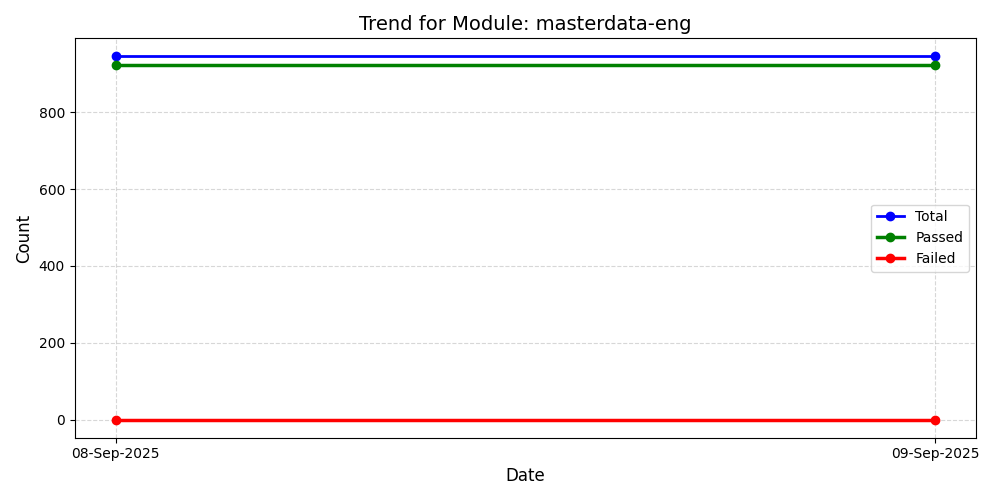 Trend for Module: masterdata-eng
Count
800
600
400
200
0
Total
Passed
Failed
08-Sep-2025
09-Sep-2025
Date